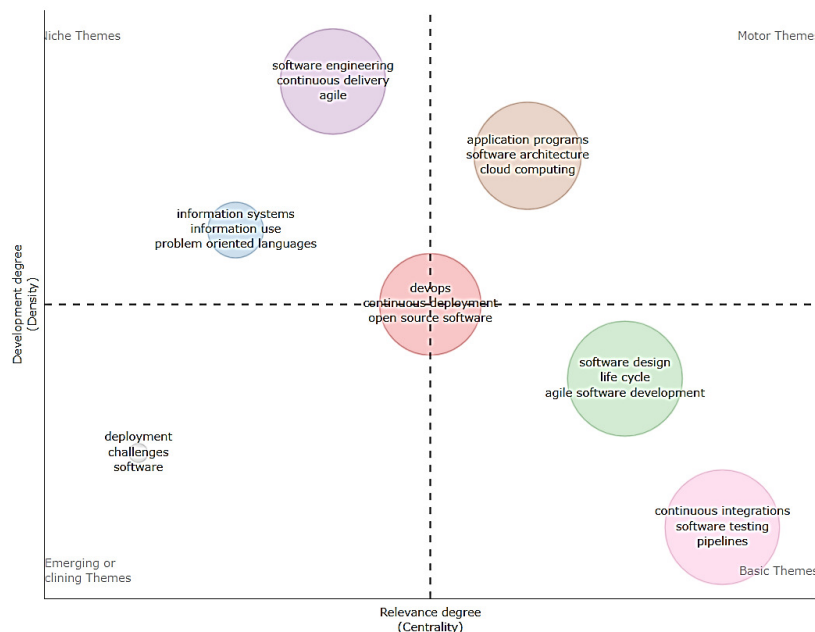 Niche Themes
Motor Themes
software engineering
continuous delivery
agile
application programs
software architecture
cloud computing
information systems
information use
problem oriented languages
Development degree
(Density)
devops
continuous deployment
open source software
software design
life cycle
agile software development
deployment
challenges
software
continuous integrations
software testing
pipelines
Emerging or
clining Themes
Basic Themes
Relevance degree
(Centrality)